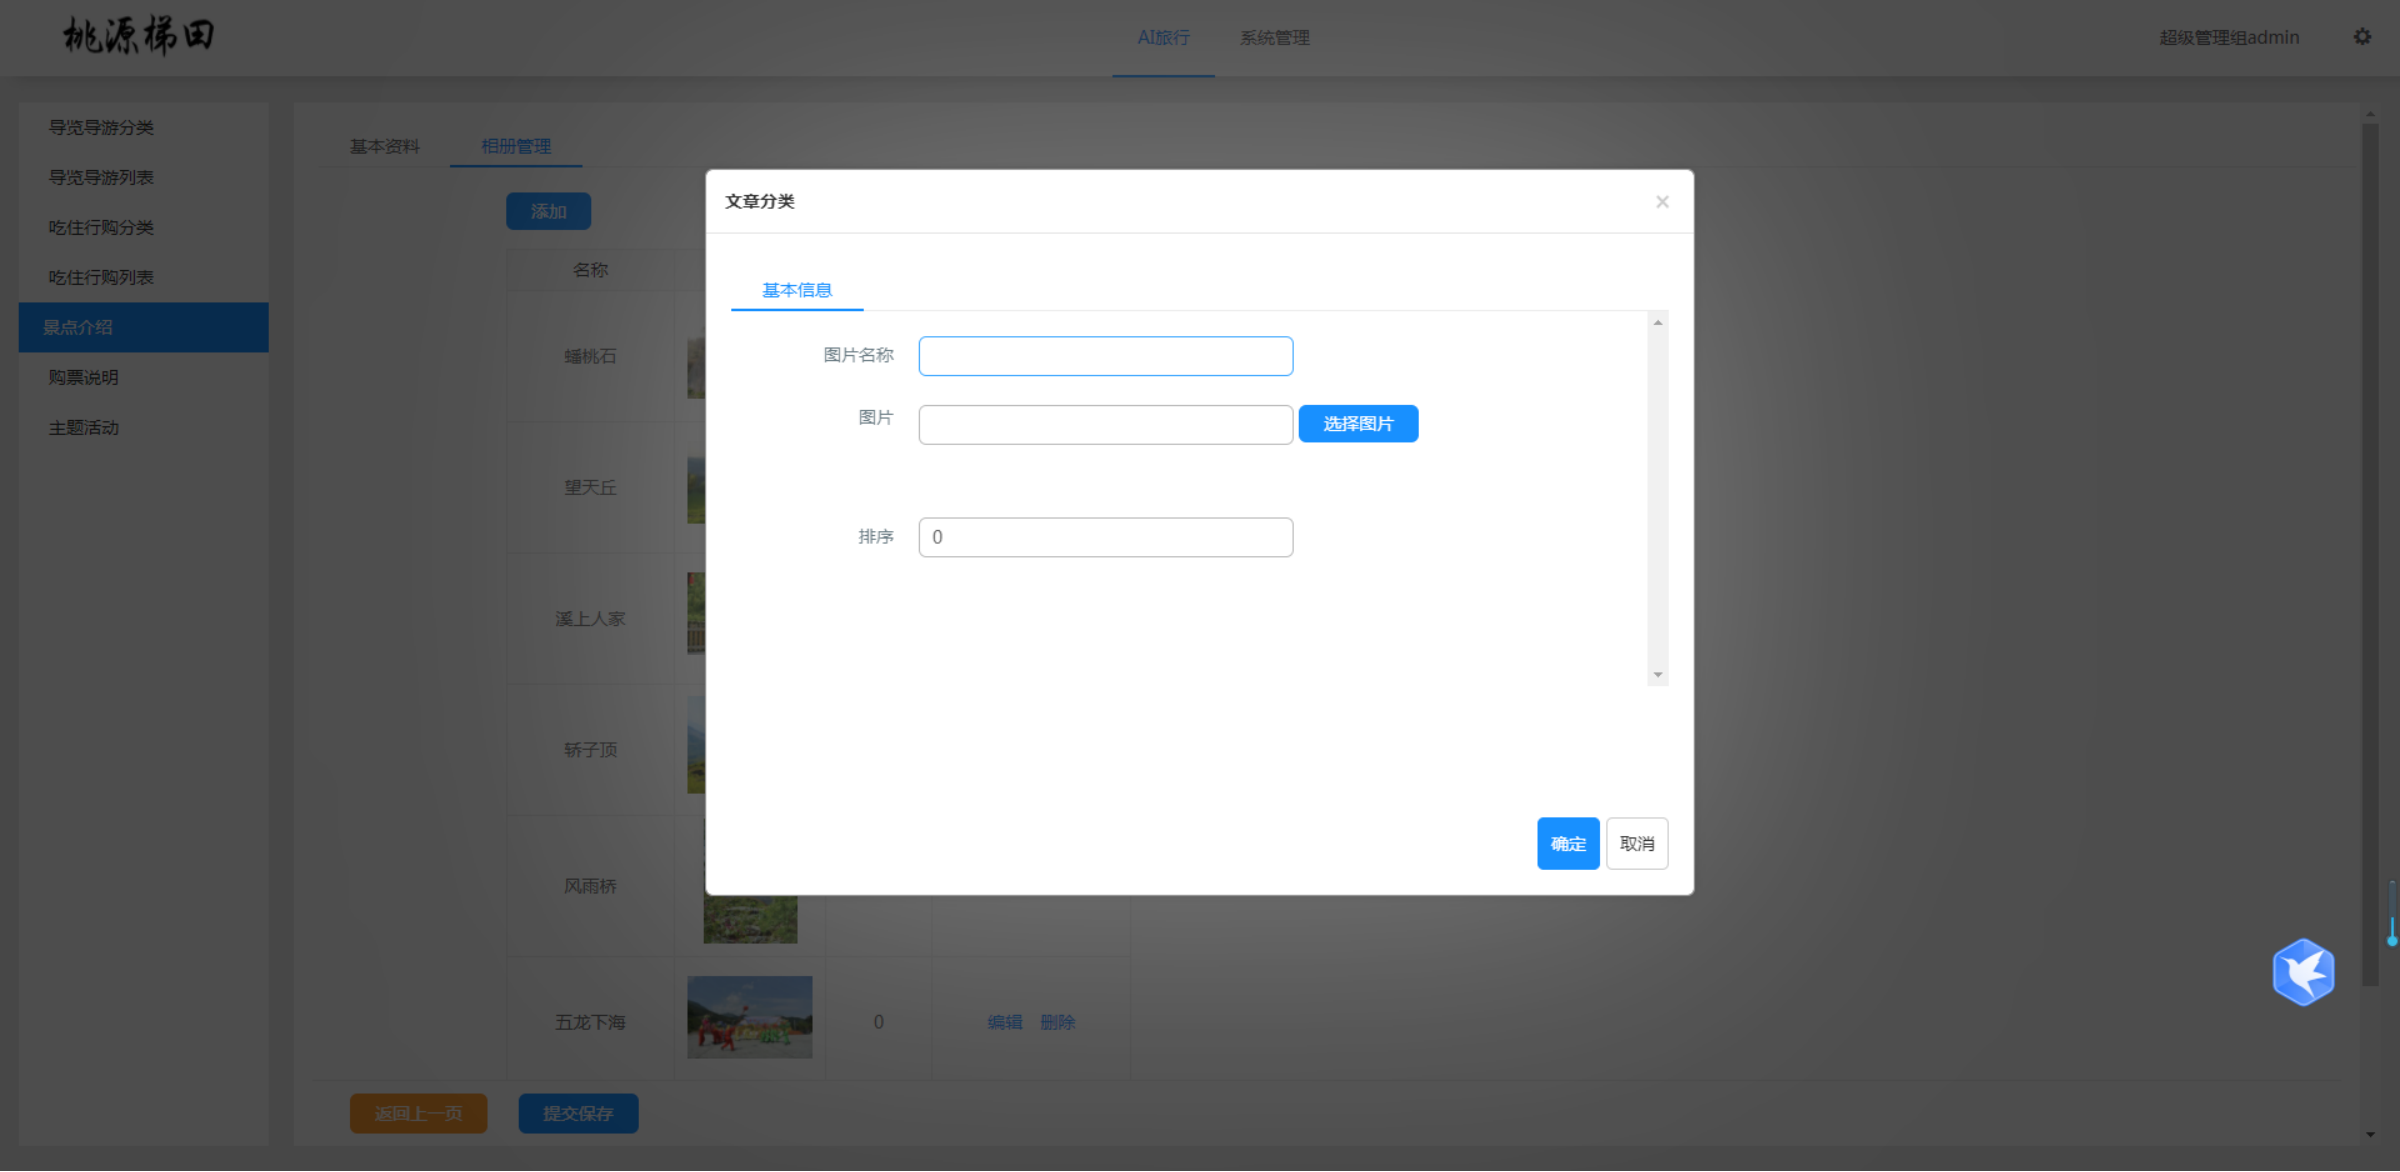 桃源梯田
AI旅行
系统管理
超级管理组admin
导览导游分类
导览导游列表
吃住行购分类
吃住行购列表
景点介绍
购票说明
主题活动
基本资料
相册管理
添加
名称
蟠桃石
望天丘
溪上人家
轿子顶
风雨桥
五龙下海
0
编辑
删除
返回上一页
提交保存
文章分类
×
基本信息
图片名称
图片
选择图片
排序
0
确定
取消